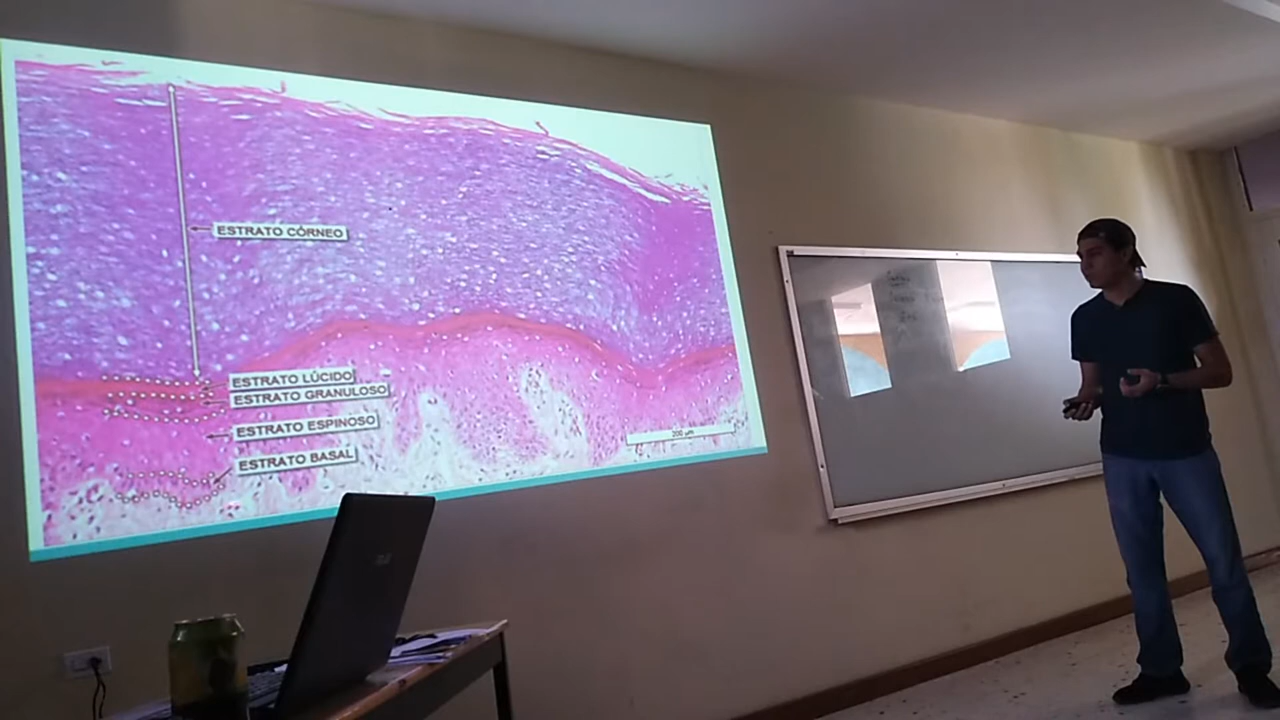 ESTRATO CÓRNEO
ESTRATO LÚCIDO
ESTRATO GRANULOSO
ESTRATO ESPINOSO
ESTRATO BASAL
200 µm